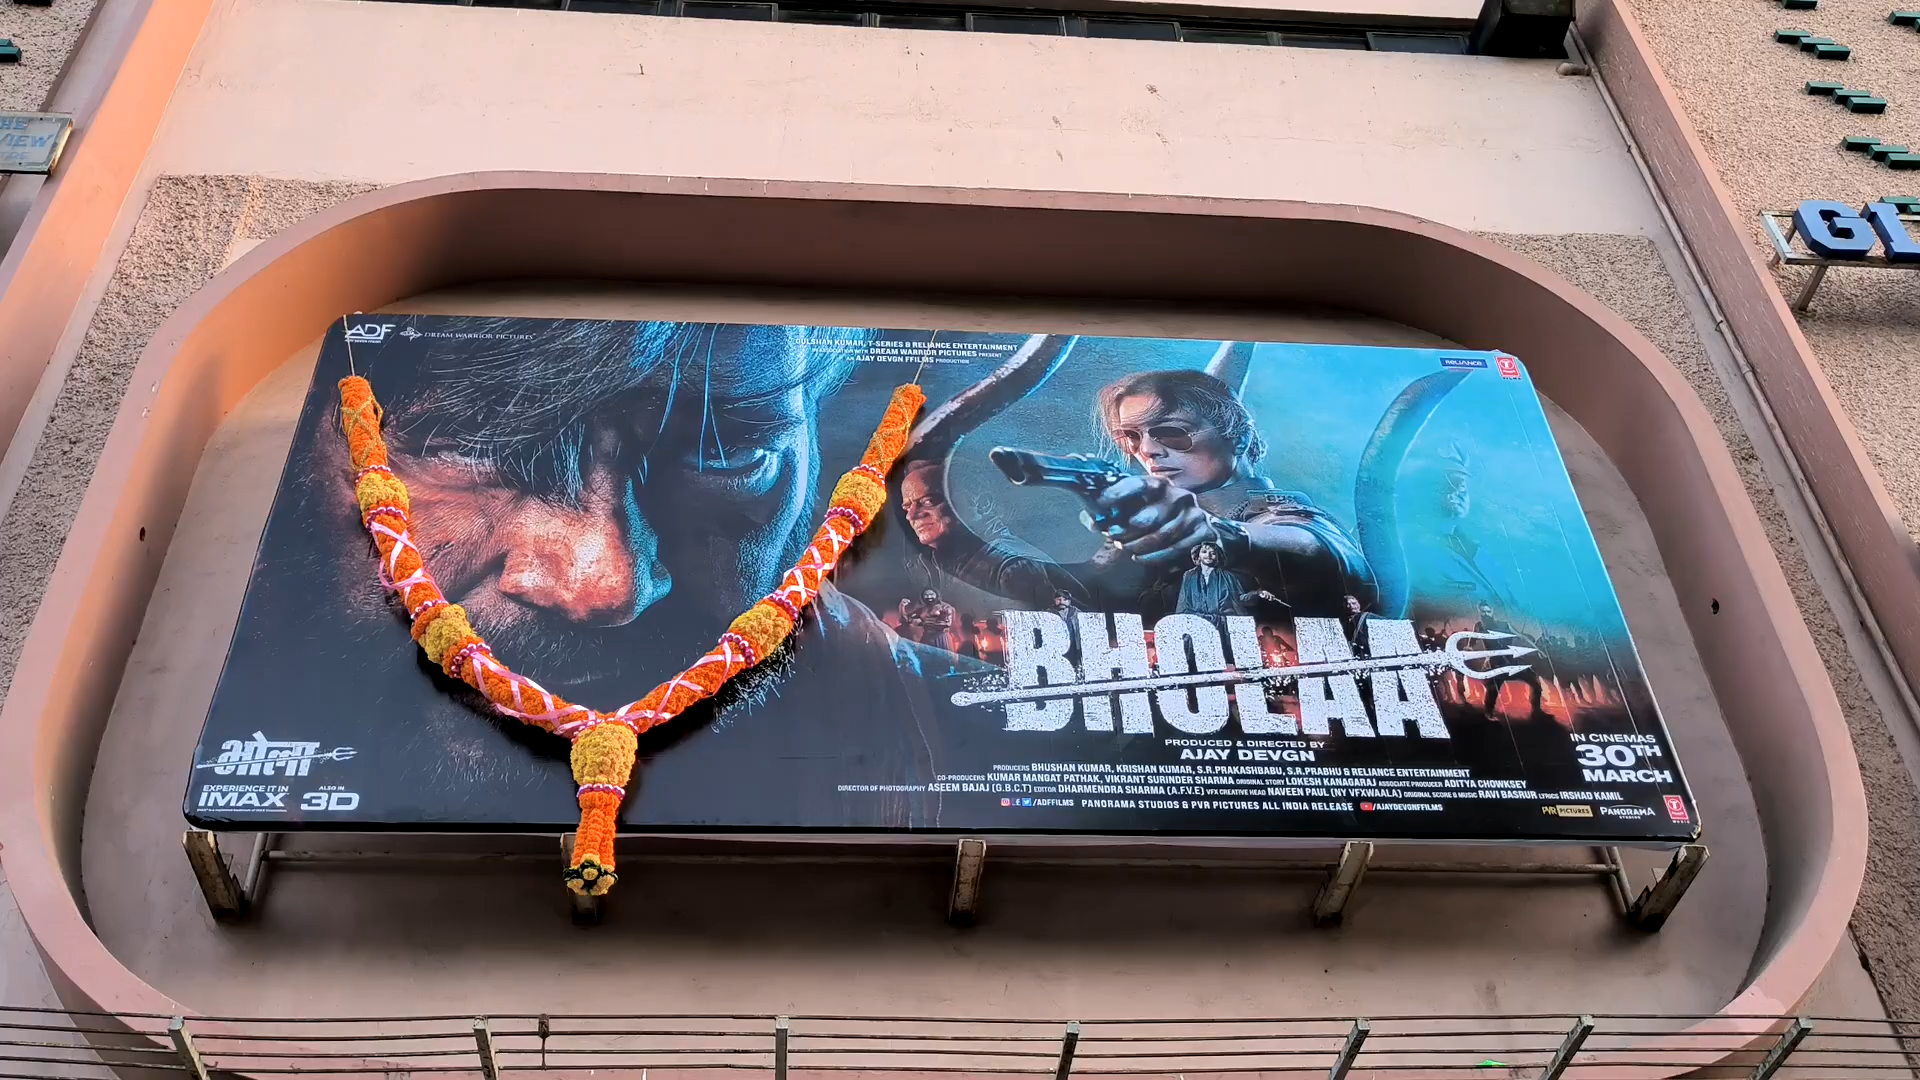 HE
VIEW
TRE
GL
ADF
DREAM WARRIOR PICTURES
GULSHAN KUMAR, T-SERIES & RELIANCE ENTERTAINMENT
IN ASSOCIATION WITH DREAM WARRIOR PICTURES PRESENT
AN AJAY DEVGN FFILMS PRODUCTION
RELIANCE
BHOLAA
PRODUCED & DIRECTED BY
AJAY DEVGN
PRODUCERS BHUSHAN KUMAR, KRISHAN KUMAR, S.R.PRAKASHBABU, S.R.PRABHU & RELIANCE ENTERTAINMENT
CO-PRODUCERS KUMAR MANGAT PATHAK, VIKRANT SURINDER SHARMA ORIGINAL STORY LOKESH KANAGARAJ ASSOCIATE PRODUCER ADITYA CHOWKSEY
DIRECTOR OF PHOTOGRAPHY ASEEM BAJAJ (G.B.C.T) EDITOR DHARMENDRA SHARMA (A.F.V.E) VFX CREATIVE HEAD NAVEEN PAUL (NY VFXWAALA) ORIGINAL SCORE & MUSIC RAVI BASRUR LYRICS IRSHAD KAMIL
/ADFFILMS PANORAMA STUDIOS & PVR PICTURES ALL INDIA RELEASE /AJAYDEVGNFFILMS
IN CINEMAS
30TH
MARCH
PVR PICTURES
PANORAMA
STUDIOS
भोला
EXPERIENCE IT IN
IMAX
ALSO IN
3D